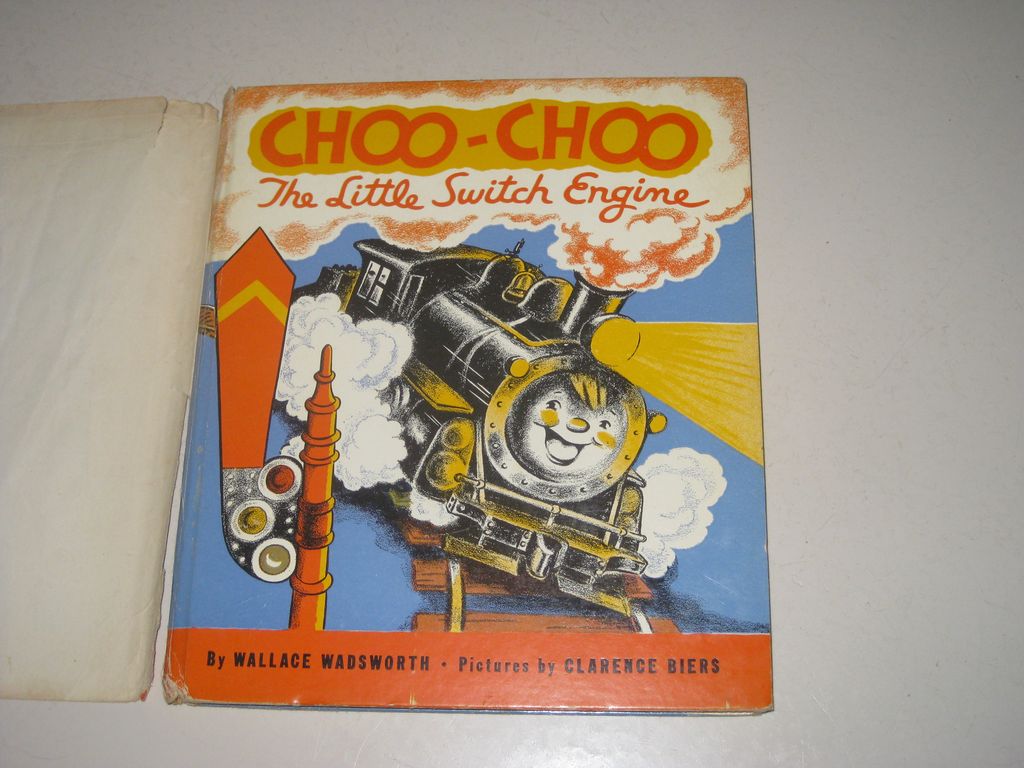 CHOO-CHOO
The Little Switch Engine
By WALLACE WADSWORTH • Pictures by CLARENCE BIERS